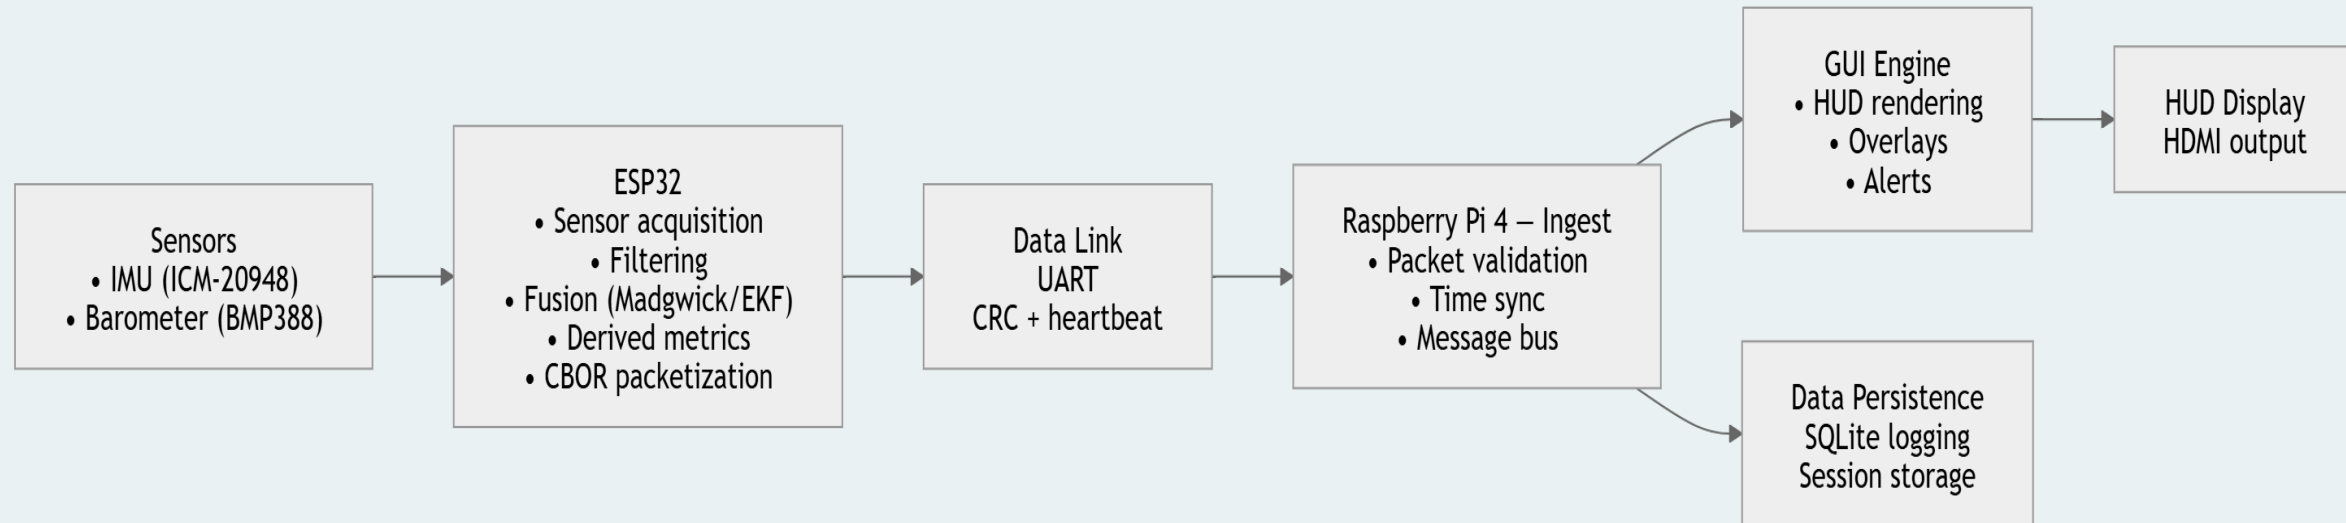 Sensors
• IMU (ICM-20948)
• Barometer (BMP388)
ESP32
• Sensor acquisition
• Filtering
• Fusion (Madgwick/EKF)
• Derived metrics
• CBOR packetization
Data Link
UART
CRC + heartbeat
Raspberry Pi 4 – Ingest
• Packet validation
• Time sync
• Message bus
GUI Engine
• HUD rendering
• Overlays
• Alerts
HUD Display
HDMI output
Data Persistence
SQLite logging
Session storage